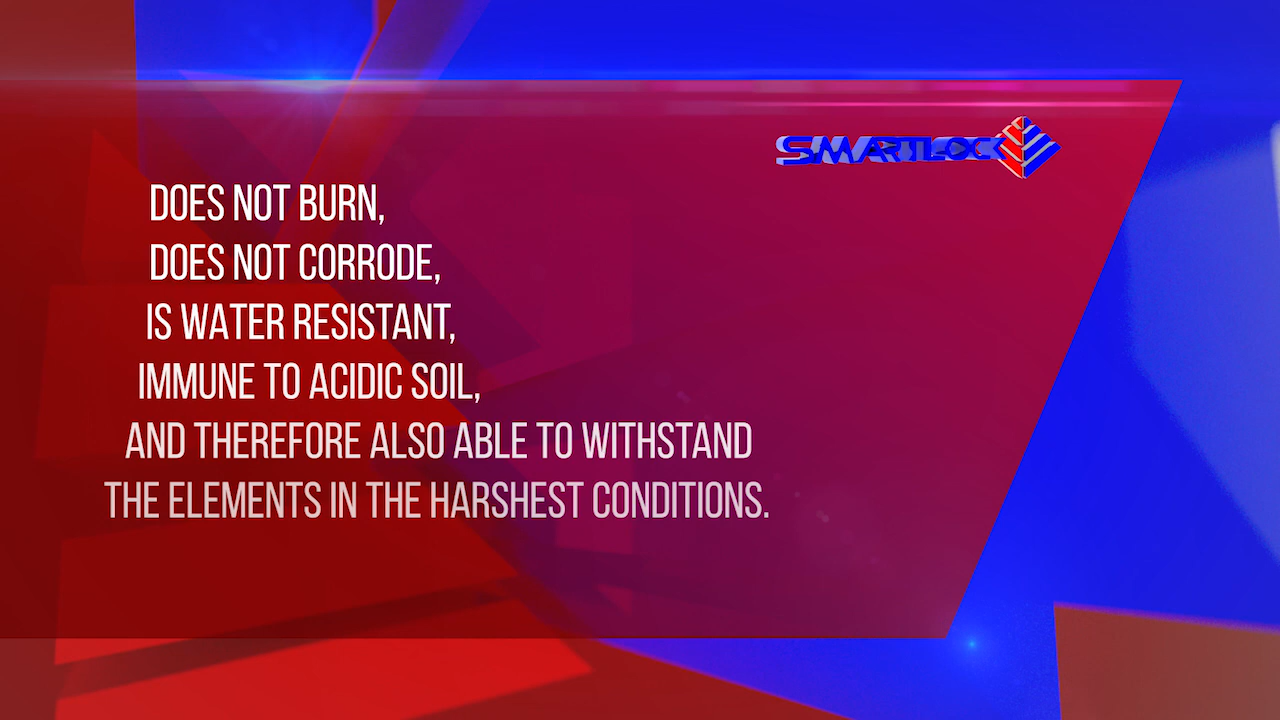 SMARTLOCK
DOES NOT BURN,
DOES NOT CORRODE,
IS WATER RESISTANT,
IMMUNE TO ACIDIC SOIL,
AND THEREFORE ALSO ABLE TO WITHSTAND
THE ELEMENTS IN THE HARSHEST CONDITIONS.